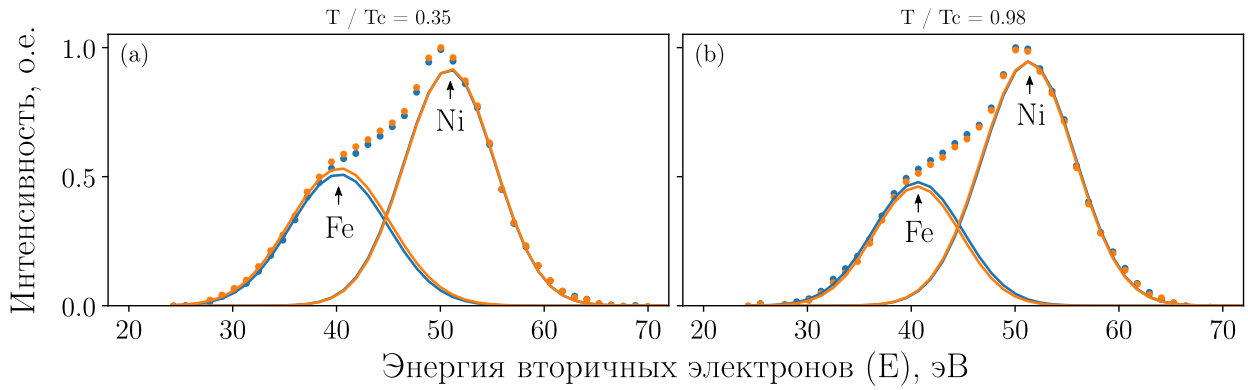 T / Tc = 0.35
T / Tc = 0.98
Интенсивность, о.е.
1.0
0.5
0.0
(a)
Fe
Ni
20 30 40 50 60 70
(b)
Fe
Ni
20 30 40 50 60 70
Энергия вторичных электронов (E), эВ